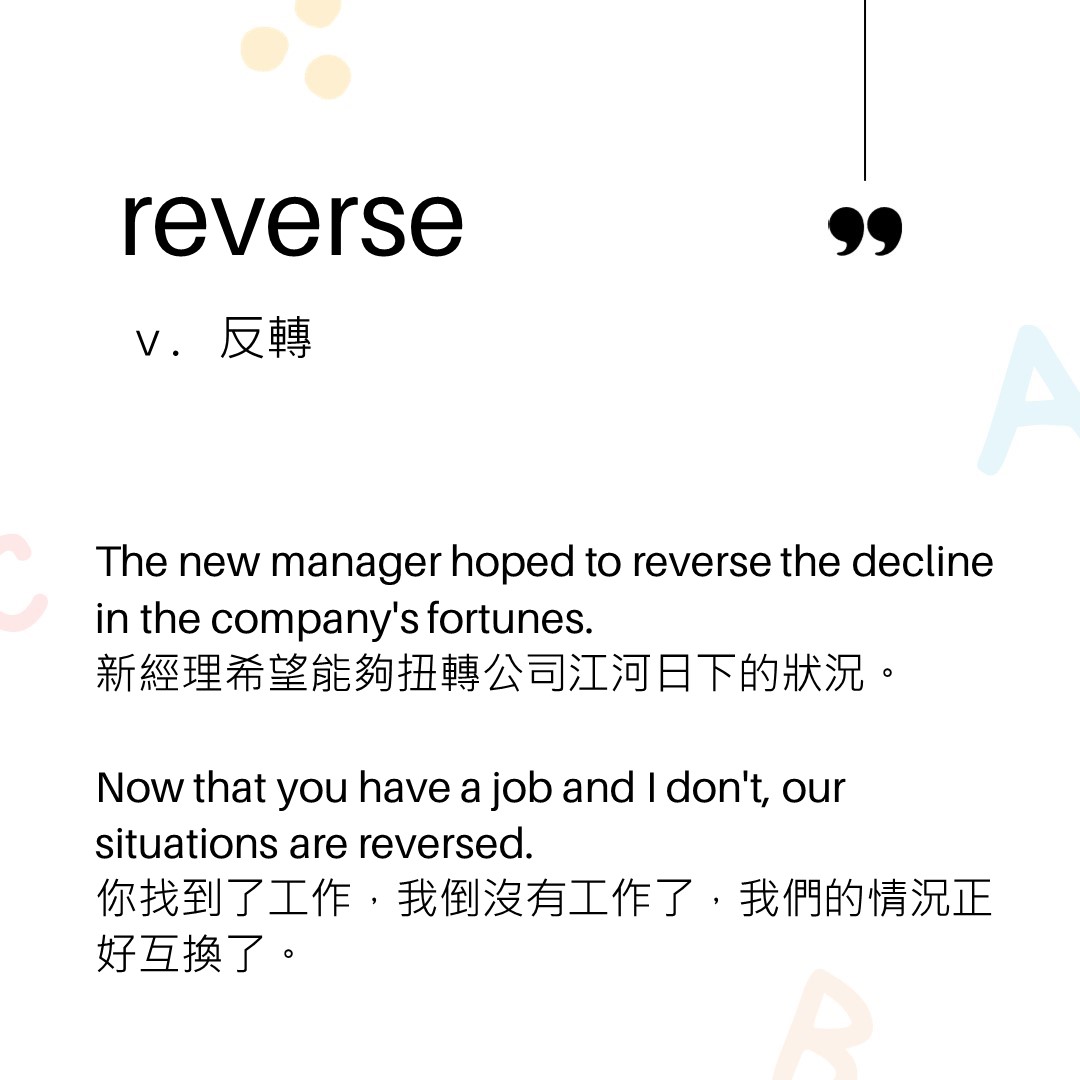 reverse
v. 反轉
The new manager hoped to reverse the decline
in the company's fortunes.
新經理希望能夠扭轉公司江河日下的狀況。
Now that you have a job and I don't, our
situations are reversed.
你找到了工作，我倒沒有工作了，我們的情況正
好互換了。
A
C
B